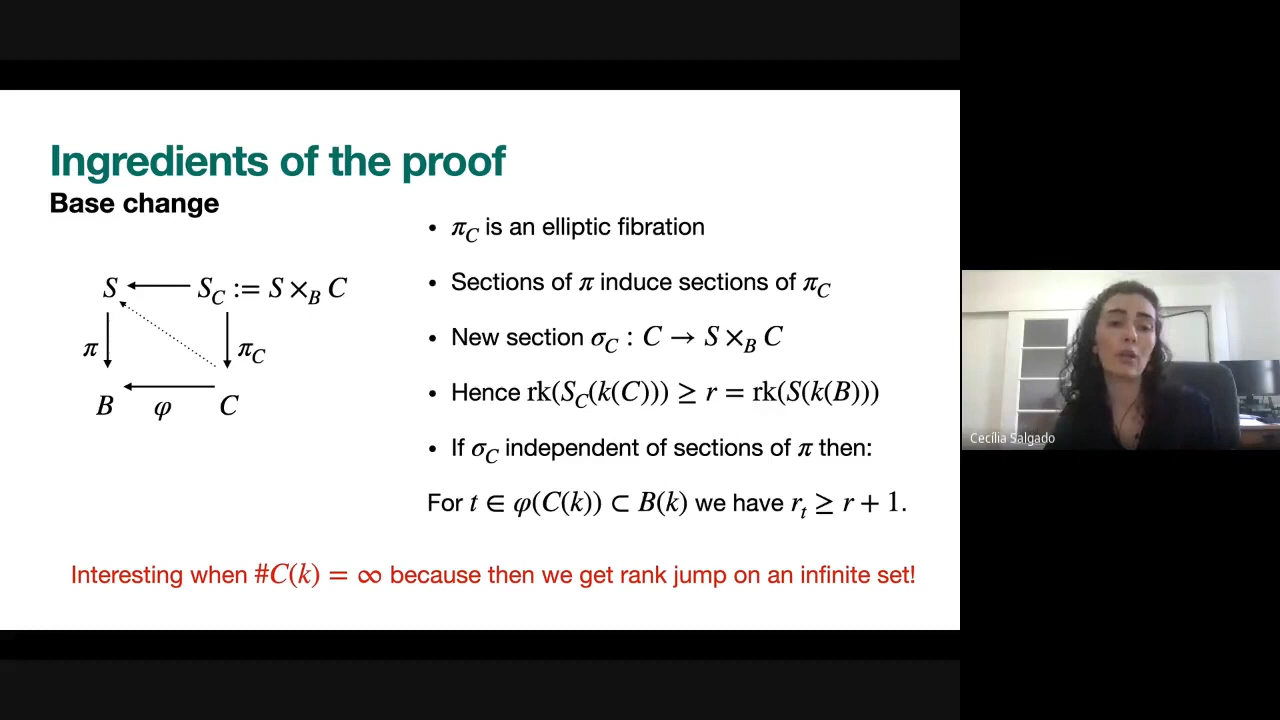 Ingredients of the proof
Base change
S ← S_C := S ×_B C
π
π_C
B
φ
C
• π_C is an elliptic fibration
• Sections of π induce sections of π_C
• New section σ_C : C → S ×_B C
• Hence rk(S_C(k(C))) ≥ r = rk(S(k(B)))
• If σ_C independent of sections of π then:
For t ∈ φ(C(k)) ⊂ B(k) we have r_t ≥ r + 1.
Interesting when #C(k) = ∞ because then we get rank jump on an infinite set!
Cecília Salgado